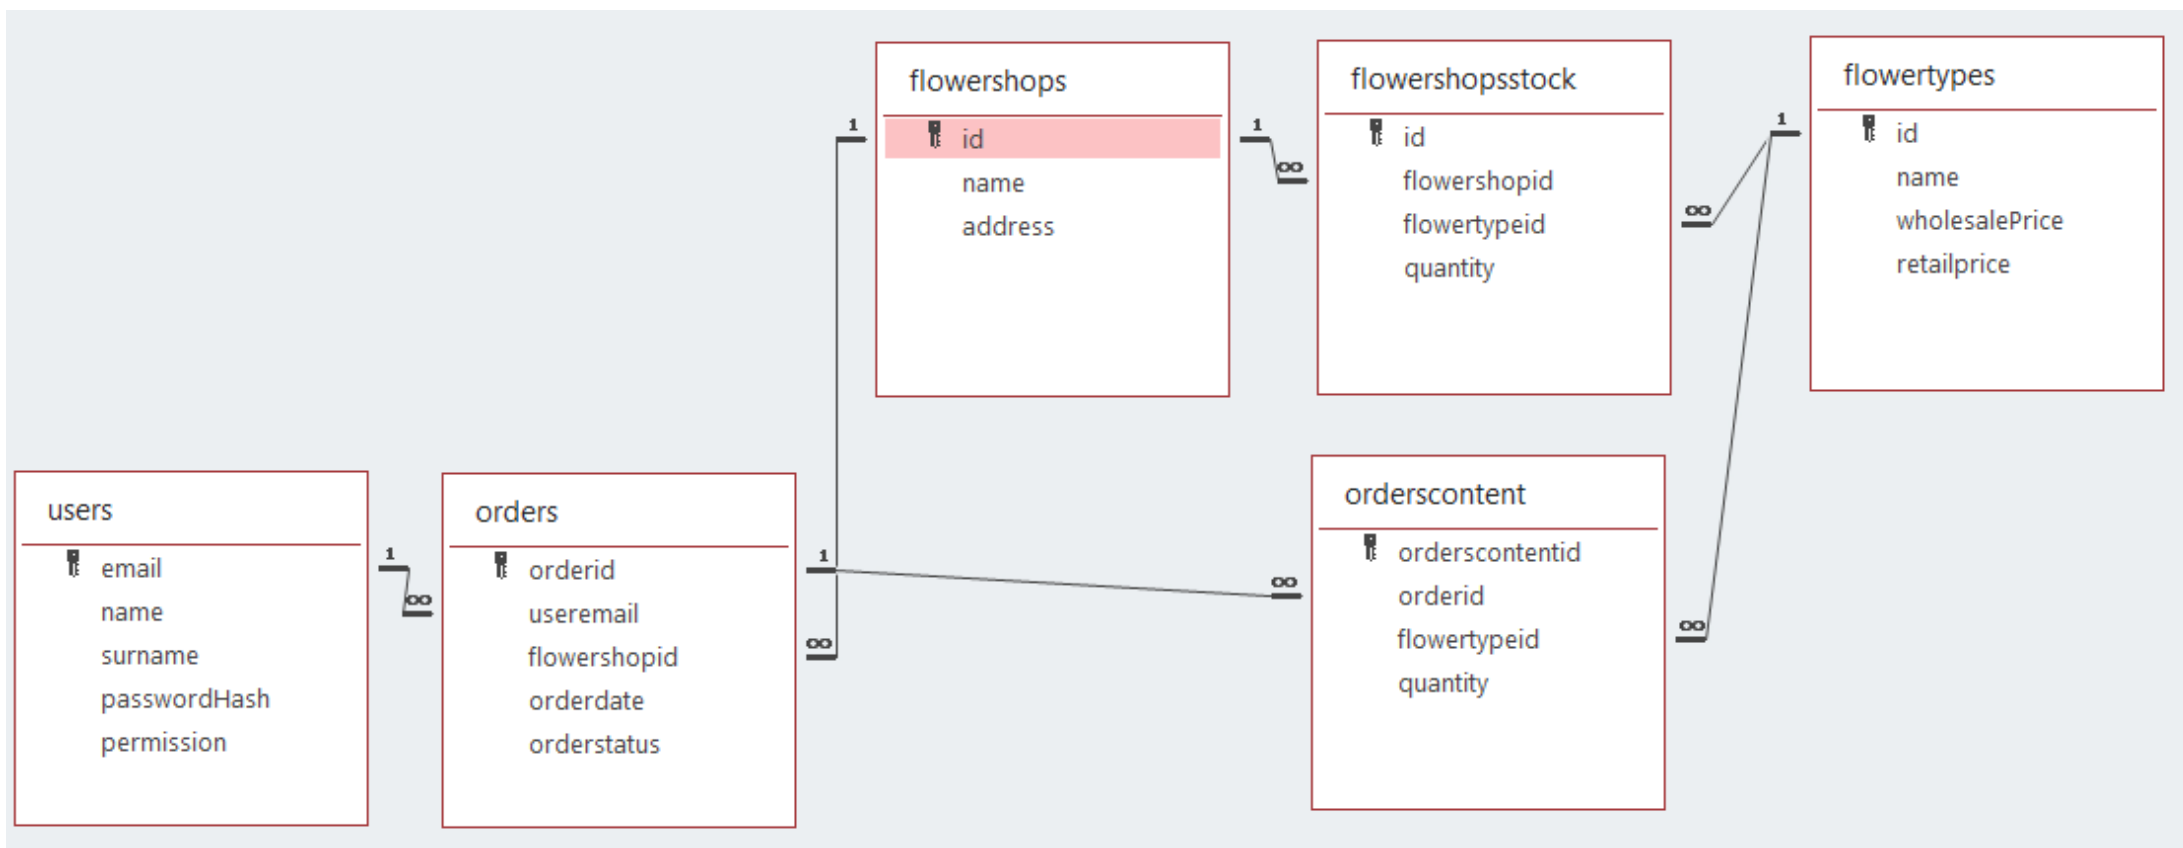 flowershops
id
name
address
flowershopsstock
id
flowershopid
flowertypeid
quantity
flowertypes
id
name
wholesalePrice
retailprice
1
1
∞
∞
1
users
email
name
surname
passwordHash
permission
1
∞
orders
orderid
useremail
flowershopid
orderdate
orderstatus
1
∞
∞
orderscontent
orderscontentid
orderid
flowertypeid
quantity
∞